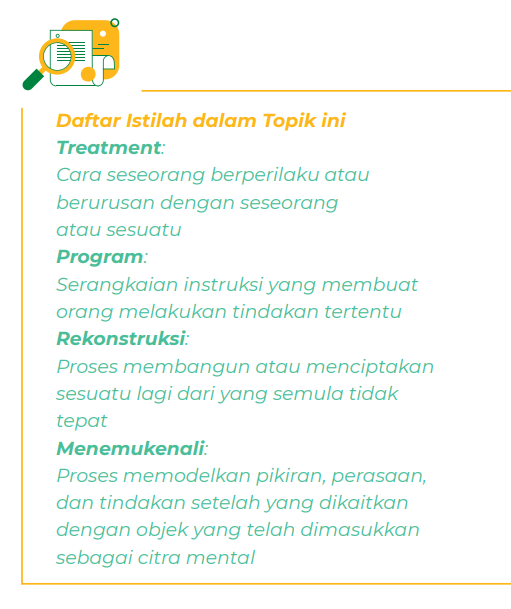 Daftar Istilah dalam Topik ini
Treatment:
Cara seseorang berperilaku atau
berurusan dengan seseorang
atau sesuatu
Program:
Serangkaian instruksi yang membuat
orang melakukan tindakan tertentu
Rekonstruksi:
Proses membangun atau menciptakan
sesuatu lagi dari yang semula tidak
tepat
Menemukenali:
Proses memodelkan pikiran, perasaan,
dan tindakan setelah yang dikaitkan
dengan objek yang telah dimasukkan
sebagai citra mental